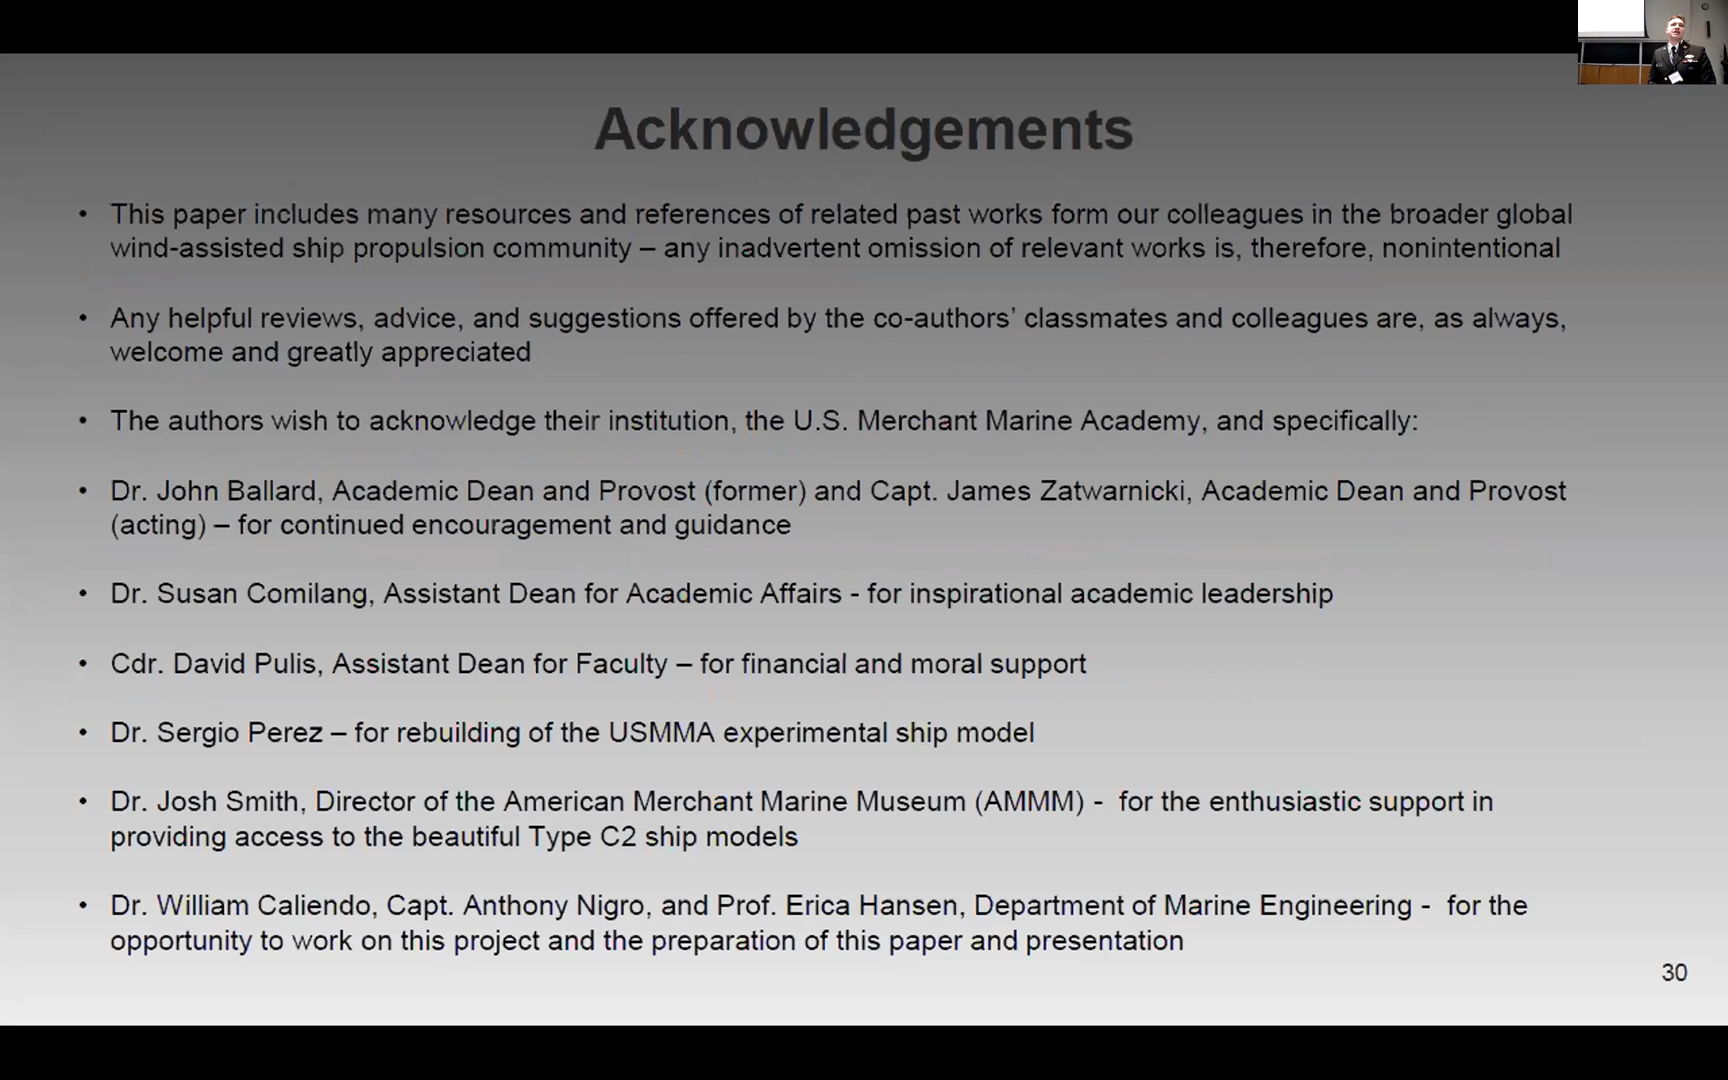 Acknowledgements
• This paper includes many resources and references of related past works form our colleagues in the broader global
wind-assisted ship propulsion community – any inadvertent omission of relevant works is, therefore, nonintentional
• Any helpful reviews, advice, and suggestions offered by the co-authors’ classmates and colleagues are, as always,
welcome and greatly appreciated
• The authors wish to acknowledge their institution, the U.S. Merchant Marine Academy, and specifically:
• Dr. John Ballard, Academic Dean and Provost (former) and Capt. James Zatwarnicki, Academic Dean and Provost
(acting) – for continued encouragement and guidance
• Dr. Susan Comilang, Assistant Dean for Academic Affairs - for inspirational academic leadership
• Cdr. David Pulis, Assistant Dean for Faculty – for financial and moral support
• Dr. Sergio Perez – for rebuilding of the USMMA experimental ship model
• Dr. Josh Smith, Director of the American Merchant Marine Museum (AMMM) - for the enthusiastic support in
providing access to the beautiful Type C2 ship models
• Dr. William Caliendo, Capt. Anthony Nigro, and Prof. Erica Hansen, Department of Marine Engineering - for the
opportunity to work on this project and the preparation of this paper and presentation
30